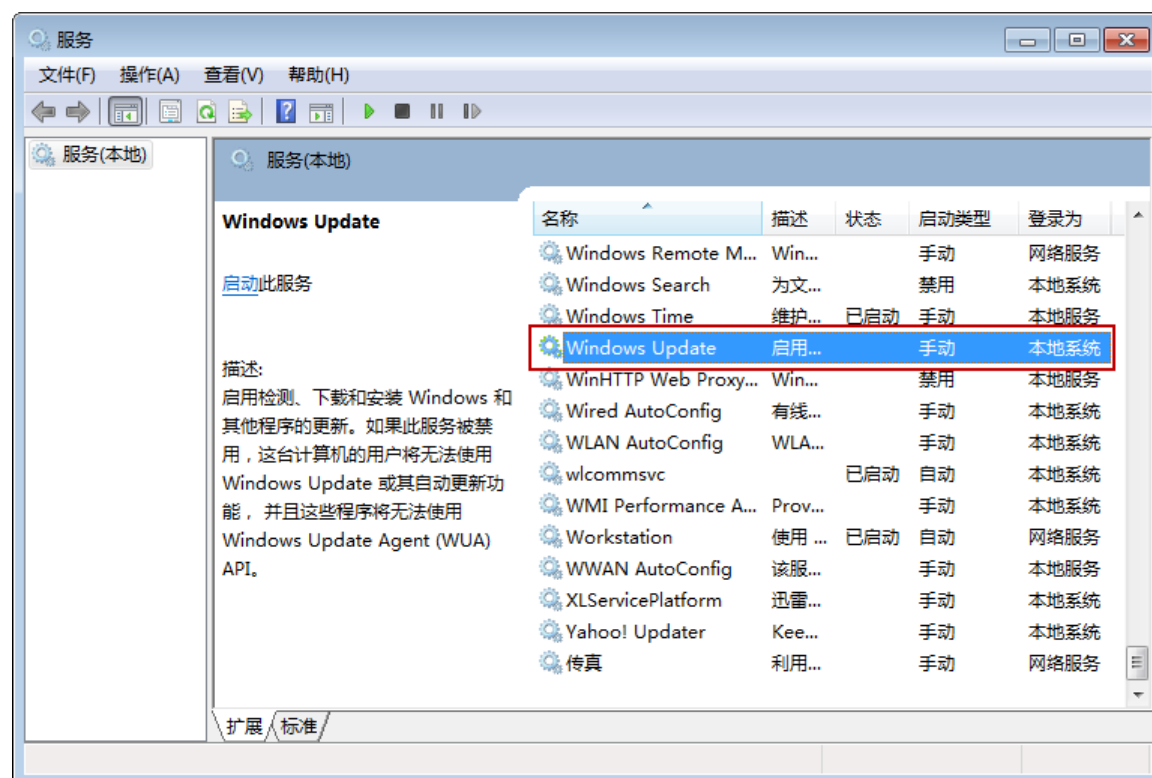 服务
文件(F) 操作(A) 查看(V) 帮助(H)
服务(本地)
服务(本地)
Windows Update
启动此服务
描述:
启用检测、下载和安装 Windows 和
其他程序的更新。如果此服务被禁
用，这台计算机的用户将无法使用
Windows Update 或其自动更新功
能， 并且这些程序将无法使用
Windows Update Agent (WUA)
API。
名称 描述 状态 启动类型 登录为
Windows Remote M... Win... 手动 网络服务
Windows Search 为文... 禁用 本地系统
Windows Time 维护... 已启动 手动 本地服务
Windows Update 启用... 手动 本地系统
WinHTTP Web Proxy... Win... 禁用 本地服务
Wired AutoConfig 有线... 手动 本地系统
WLAN AutoConfig WLA... 手动 本地系统
wlcommsvc 已启动 自动 本地系统
WMI Performance A... Prov... 手动 本地系统
Workstation 使用 ... 已启动 自动 网络服务
WWAN AutoConfig 该服... 手动 本地服务
XLServicePlatform 迅雷... 手动 本地系统
Yahoo! Updater Kee... 手动 本地系统
传真 利用... 手动 网络服务
扩展 标准